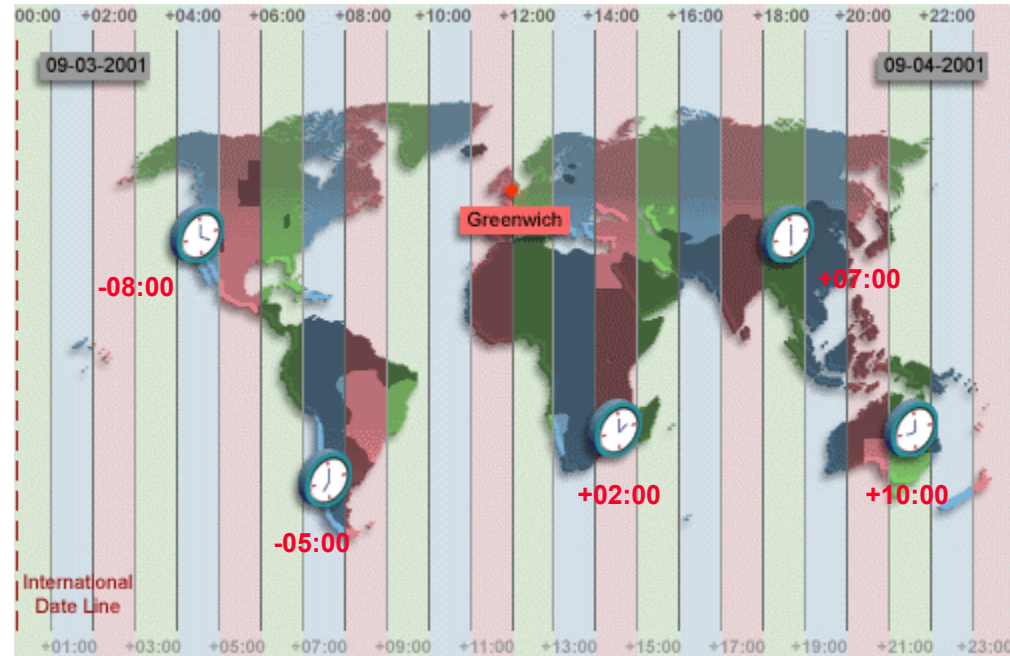 00:00 +02:00 +04:00 +06:00 +08:00 +10:00 +12:00 +14:00 +16:00 +18:00 +20:00 +22:00
09-03-2001 09-04-2001
Greenwich
-08:00 +07:00
+02:00 +10:00
-05:00
International
Date Line
+01:00 +03:00 +05:00 +07:00 +09:00 +11:00 +13:00 +15:00 +17:00 +19:00 +21:00 +23:00